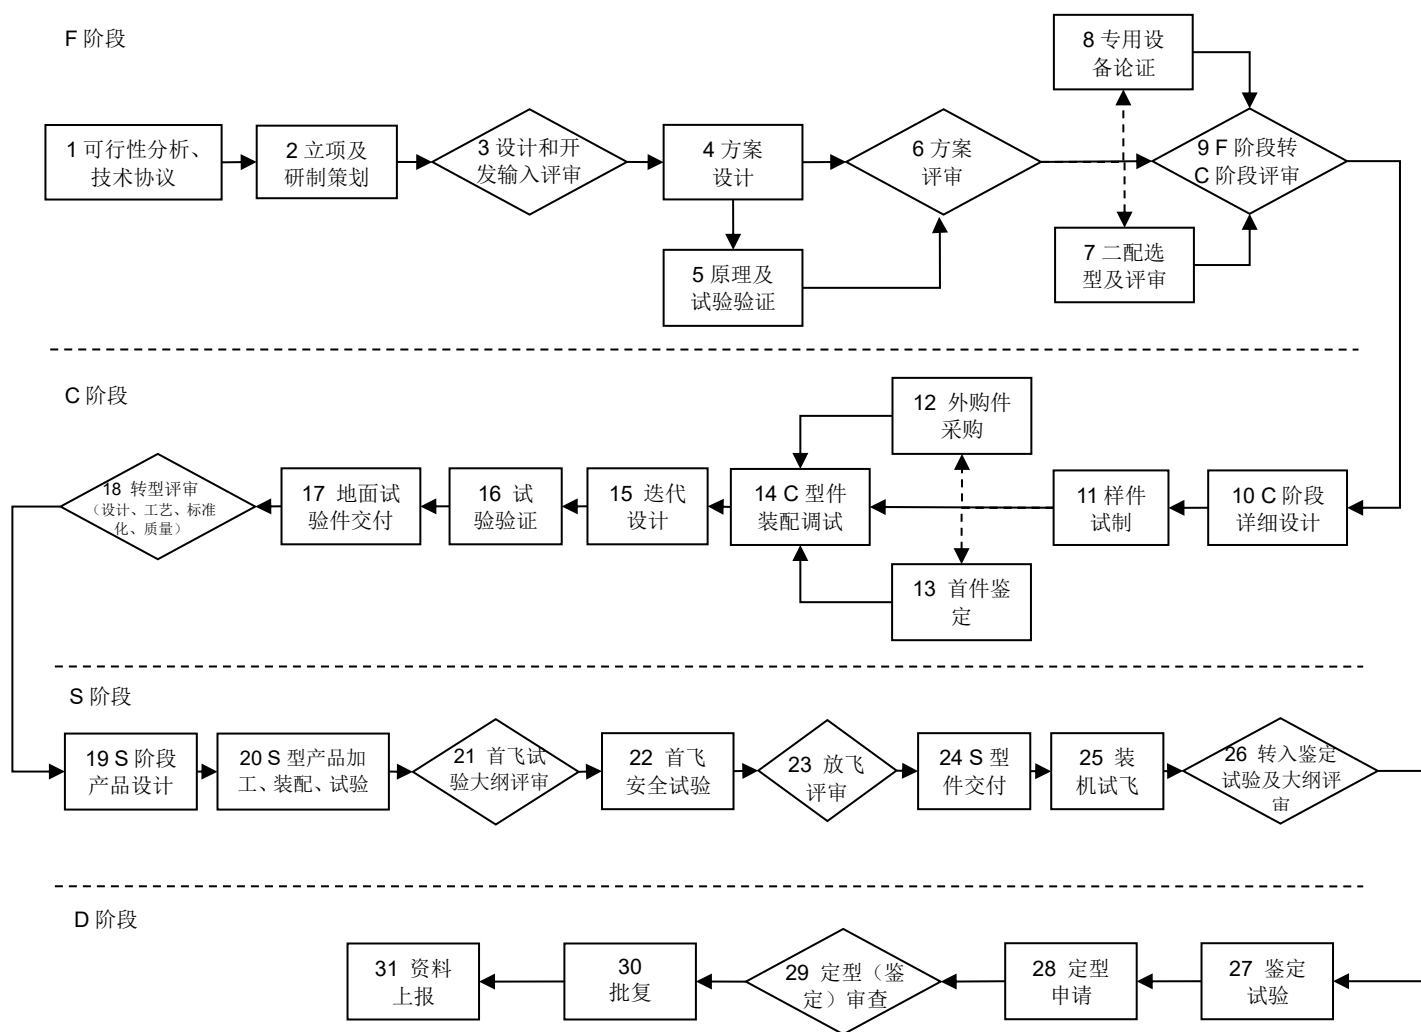 F 阶段
1 可行性分析、
技术协议
2 立项及
研制策划
3 设计和开
发输入评审
4 方案
设计
5 原理及
试验验证
6 方案
评审
8 专用设
备论证
7 二配选
型及评审
9 F 阶段转
C 阶段评审
C 阶段
10 C 阶段
详细设计
11 样件
试制
12 外购件
采购
13 首件鉴
定
14 C 型件
装配调试
15 迭代
设计
16 试
验验证
17 地面试
验件交付
18 转型评审
（设计、工艺、标准
化、质量）
S 阶段
19 S 阶段
产品设计
20 S 型产品加
工、装配、试验
21 首飞试
验大纲评审
22 首飞
安全试验
23 放飞
评审
24 S 型
件交付
25 装
机试飞
26 转入鉴定
试验及大纲评
审
D 阶段
27 鉴定
试验
28 定型
申请
29 定型（鉴
定）审查
30
批复
31 资料
上报